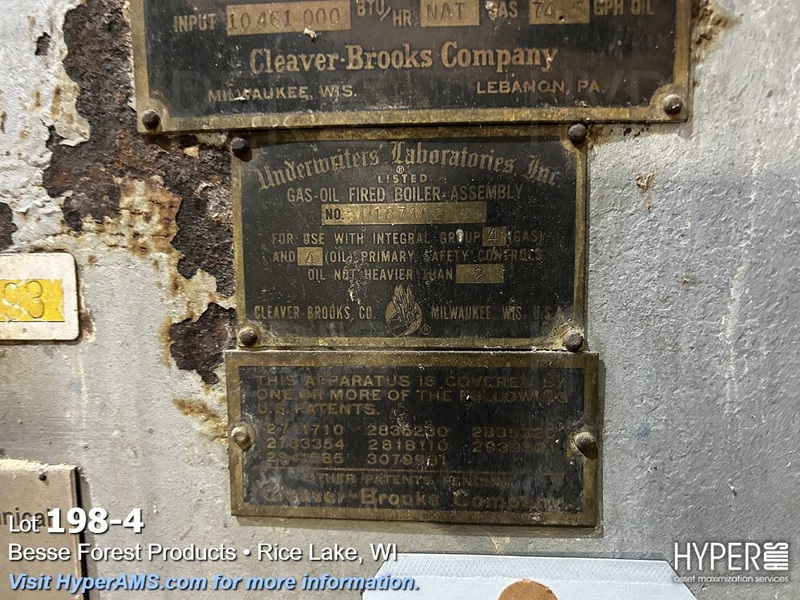 INPUT 10,461,000 BTU/HR NAT GAS 74.5 GPH OIL
Cleaver-Brooks Company
MILWAUKEE, WIS. LEBANON, PA.
Underwriters' Laboratories, Inc.
®
LISTED
GAS-OIL FIRED BOILER-ASSEMBLY
NO.
FOR USE WITH INTEGRAL GROUP 4 (GAS)
AND 4 (OIL) PRIMARY SAFETY CONTROLS
OIL NOT HEAVIER THAN 2
CLEAVER-BROOKS, CO. MILWAUKEE, WIS. U.S.A.
®
THIS APPARATUS IS COVERED BY
ONE OR MORE OF THE FOLLOWING
U.S. PATENTS.
2836230
2818110
3079981
OTHER PATENTS PENDING
Cleaver-Brooks Company
Lot 198-4
Besse Forest Products • Rice Lake, WI
Visit HyperAMS.com for more information.
HYPER AMS
asset maximization services